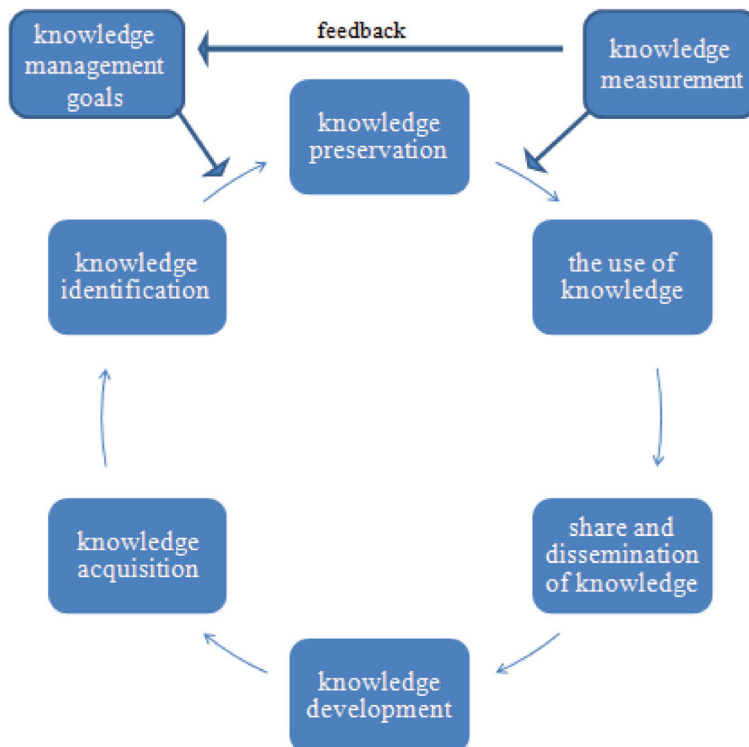 knowledge
management
goals
feedback
knowledge
measurement
knowledge
preservation
knowledge
identification
the use of
knowledge
knowledge
acquisition
share and
dissemination
of knowledge
knowledge
development